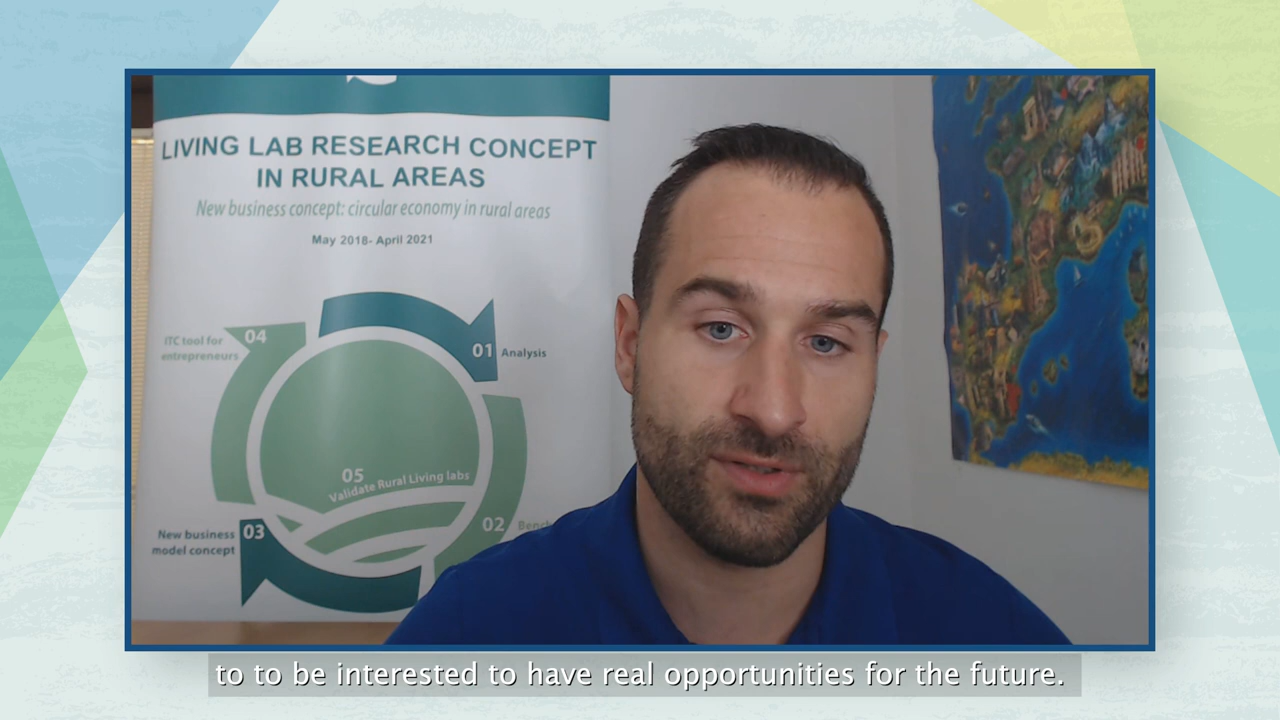 LIVING LAB RESEARCH CONCEPT
IN RURAL AREAS
New business concept: circular economy in rural areas
May 2018- April 2021
ITC tool for
entrepreneurs
04
01
Analysis
05
Validate Rural Living labs
02
New business
model concept
03
to to be interested to have real opportunities for the future.